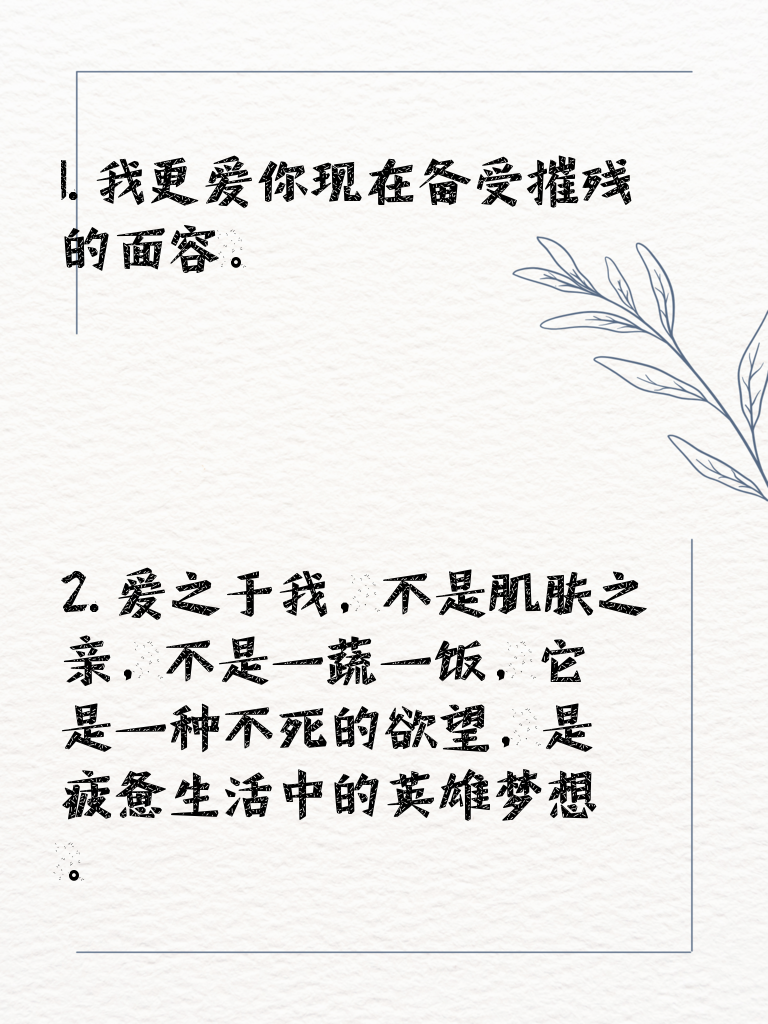 1. 我更爱你现在备受摧残
的面容。
2. 爱之于我，不是肌肤之
亲，不是一蔬一饭，它
是一种不死的欲望，是
疲惫生活中的英雄梦想
。